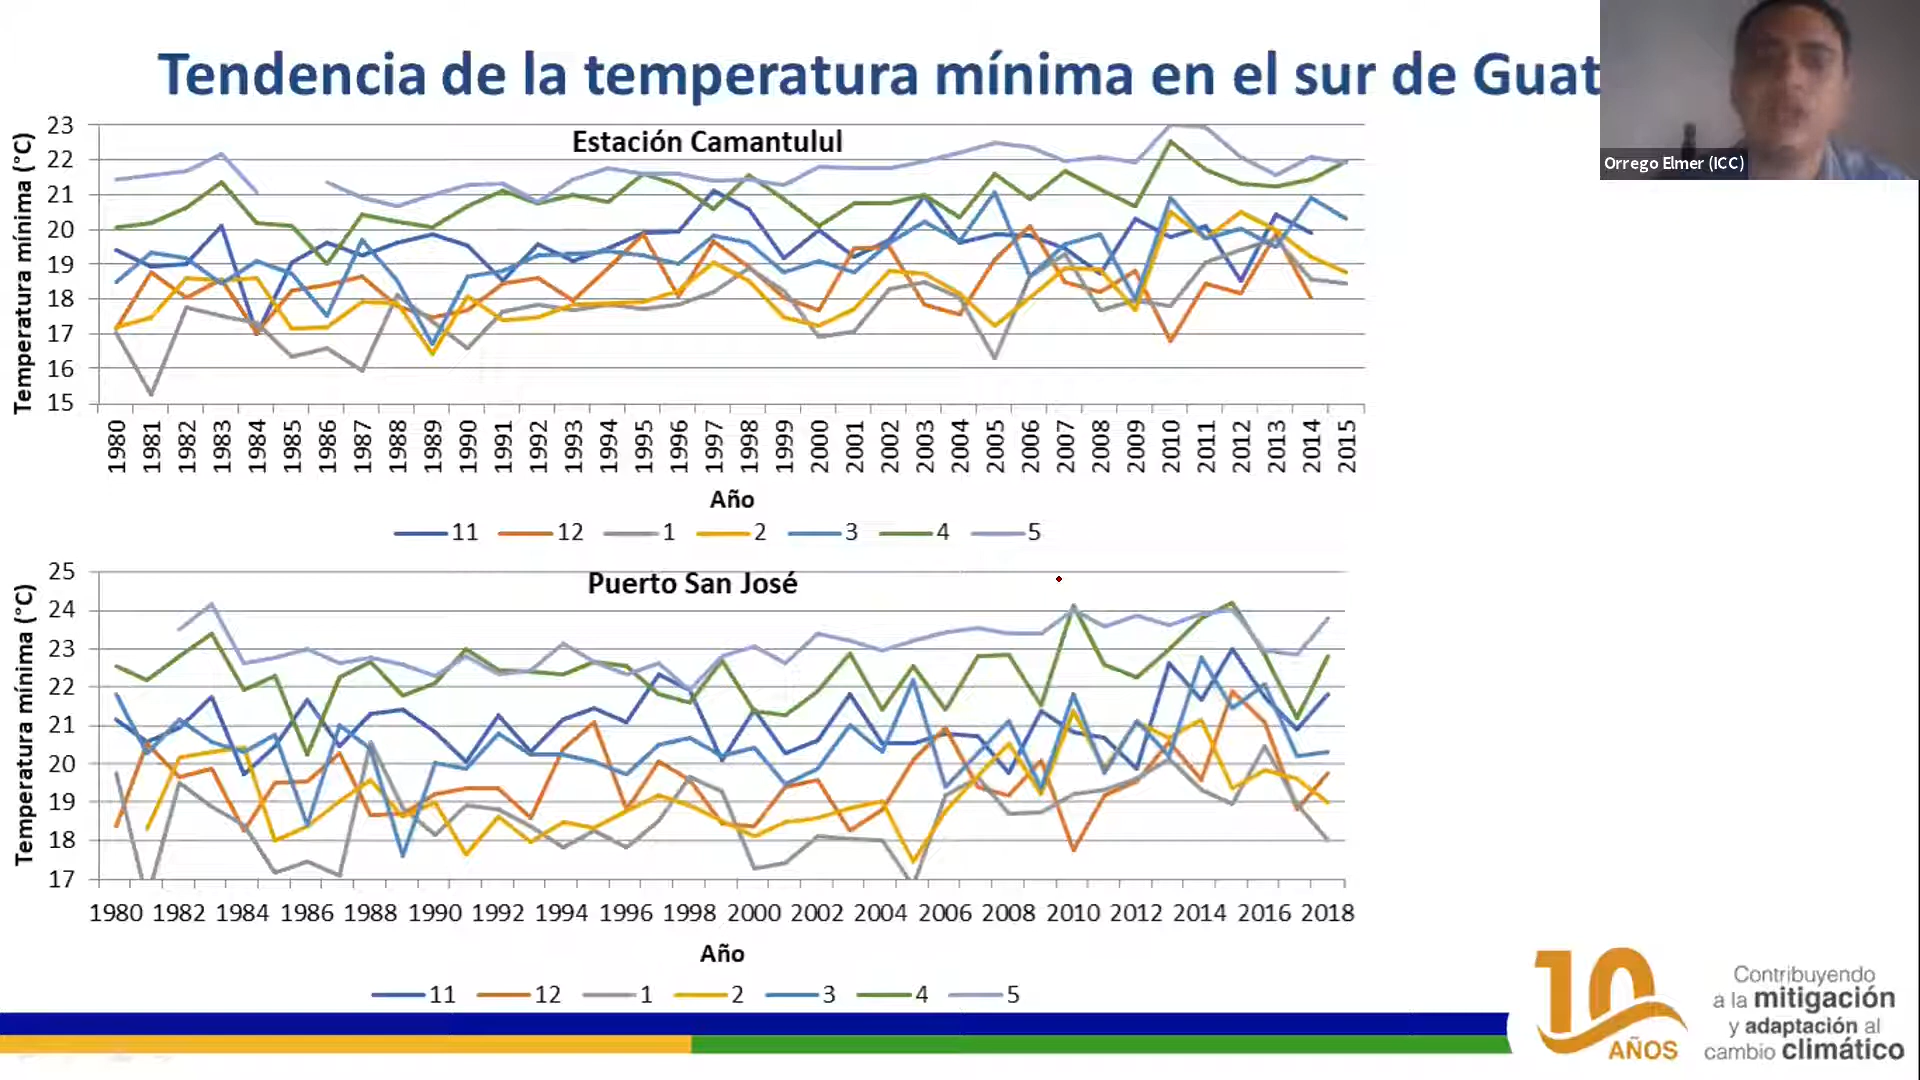 Tendencia de la temperatura mínima en el sur de Guat
Orrego Elmer (ICC)
Estación Camantulul
Temperatura mínima (°C)
23
22
21
20
19
18
17
16
15
1980 1981 1982 1983 1984 1985 1986 1987 1988 1989 1990 1991 1992 1993 1994 1995 1996 1997 1998 1999 2000 2001 2002 2003 2004 2005 2006 2007 2008 2009 2010 2011 2012 2013 2014 2015
Año
11 12 1 2 3 4 5
Puerto San José
Temperatura mínima (°C)
25
24
23
22
21
20
19
18
17
1980 1982 1984 1986 1988 1990 1992 1994 1996 1998 2000 2002 2004 2006 2008 2010 2012 2014 2016 2018
Año
11 12 1 2 3 4 5
10
AÑOS
Contribuyendo
a la mitigación
y adaptación al
cambio climático